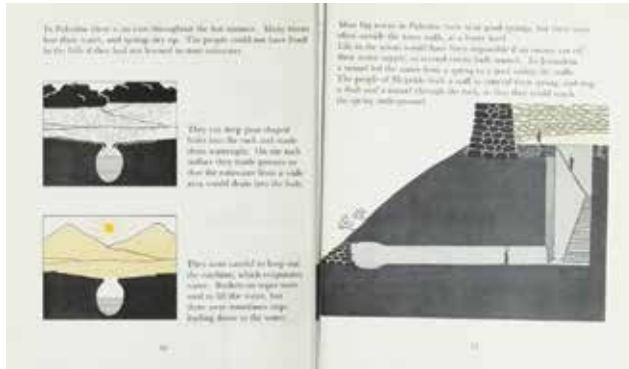 In Palestine there is no rain throughout the hot summer. Many rivers
lose their water, and springs dry up. The people could not have lived
in the hills if they had not learned to store rainwater.
They cut deep pear-shaped
holes into the rock and made
them watertight. On the rock
surface they made grooves so
that the rainwater from a wide
area would drain into the hole.
They were careful to keep out
the sunshine, which evaporates
water. Buckets on ropes were
used to lift the water, but
there were sometimes steps
leading down to the water.
Most big towns in Palestine were near good springs, but these were
often outside the town walls, at a lower level.
Life in the towns would have been impossible if an enemy cut off
their water supply, so several towns built tunnels. In Jerusalem
a tunnel led the water from a spring to a pool within the walls.
The people of Megiddo built a wall to conceal their spring, and dug
a shaft and a tunnel through the rock, so that they could reach
the spring underground.